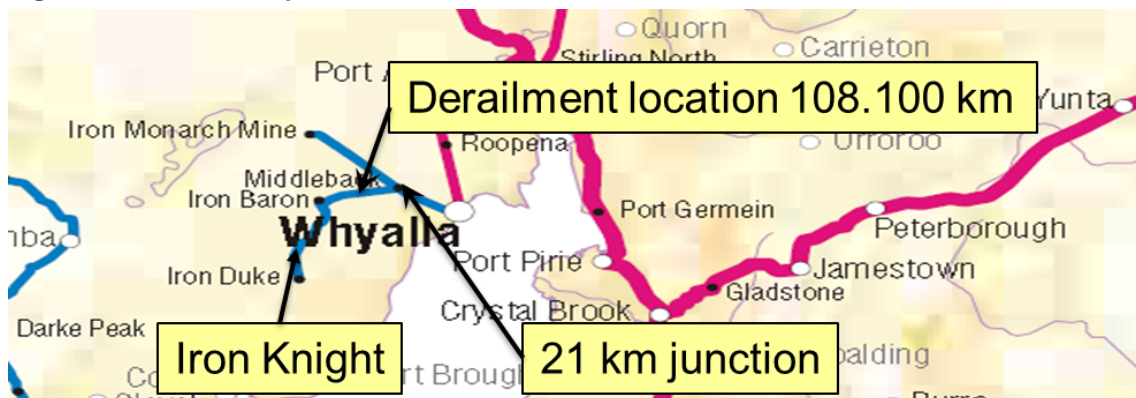 Quorn
Carrieton
Stirling North
Port
Derailment location 108.100 km
Yunta
Iron Monarch Mine
Roopena
Orroroo
Middleback
Iron Baron
Port Germein
Whyalla
Peterborough
Port Pirie
Iron Duke
Jamestown
Gladstone
Crystal Brook
Darke Peak
Iron Knight
21 km junction